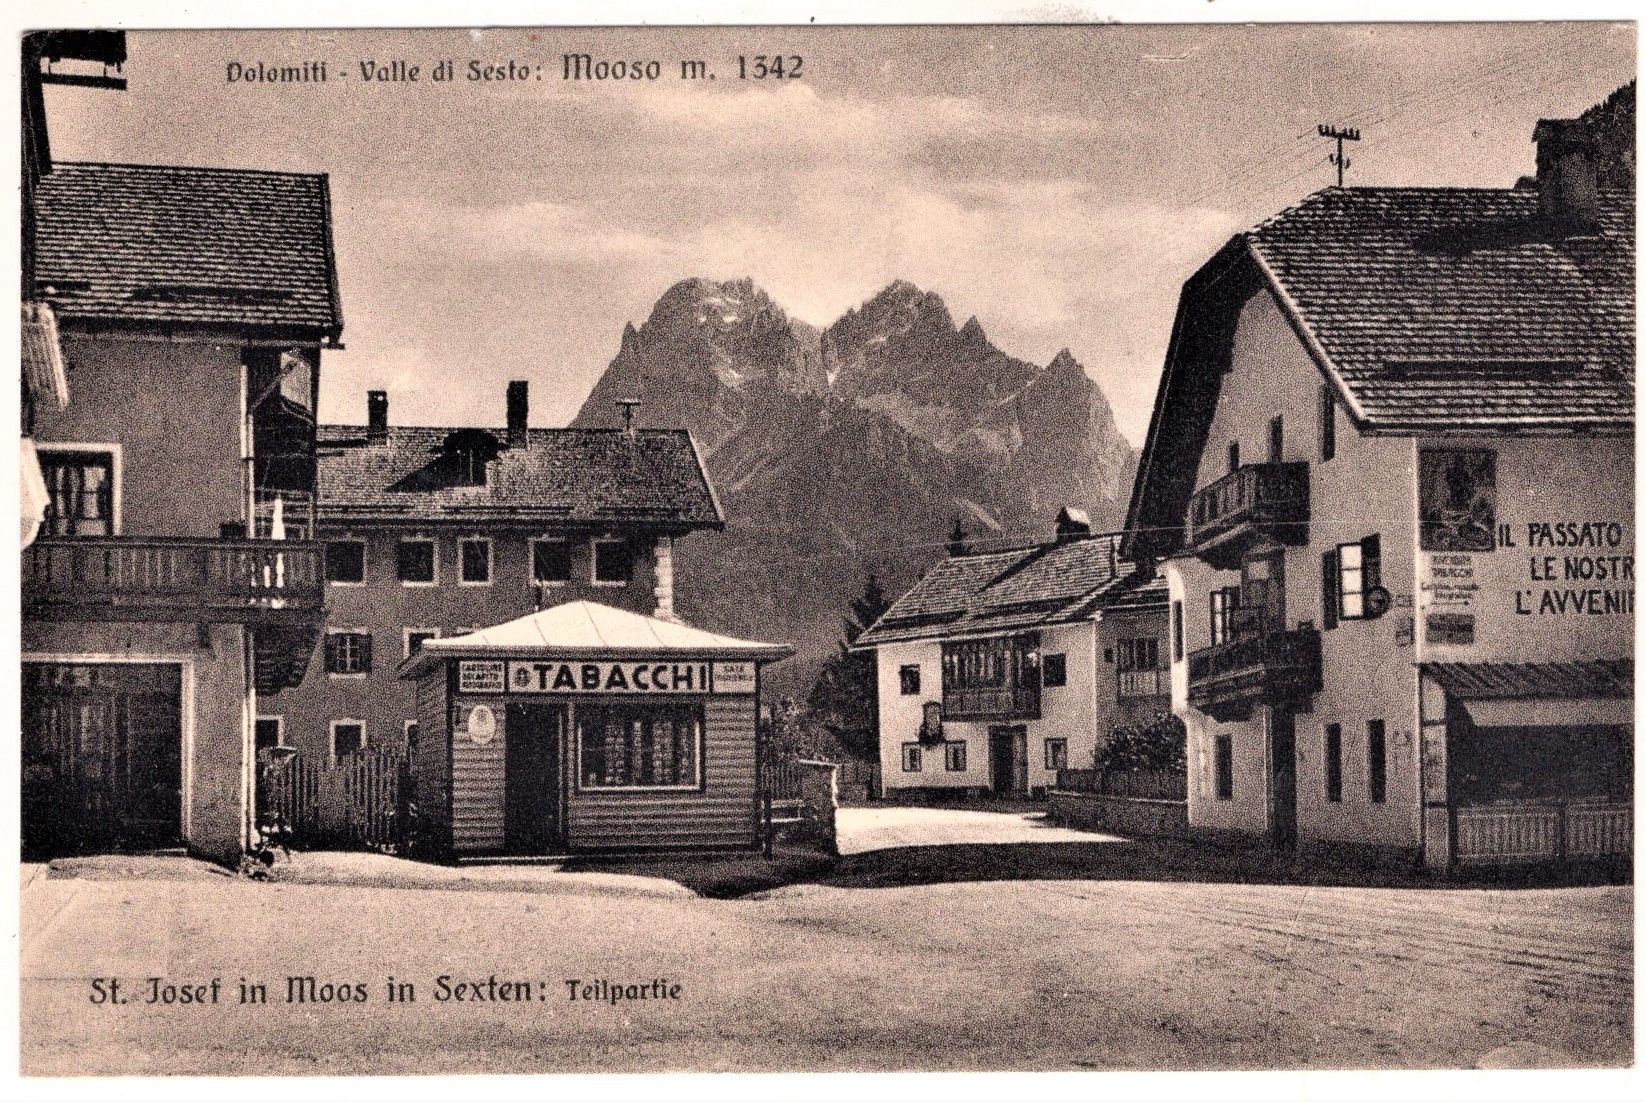 Dolomiti - Valle di Sesto: Mooso m. 1342
IL PASSATO
LE NOSTR
L'AVVENI
TABACCHI
TABACCHI
St. Josef in Moos in Sexten: Teilpartie